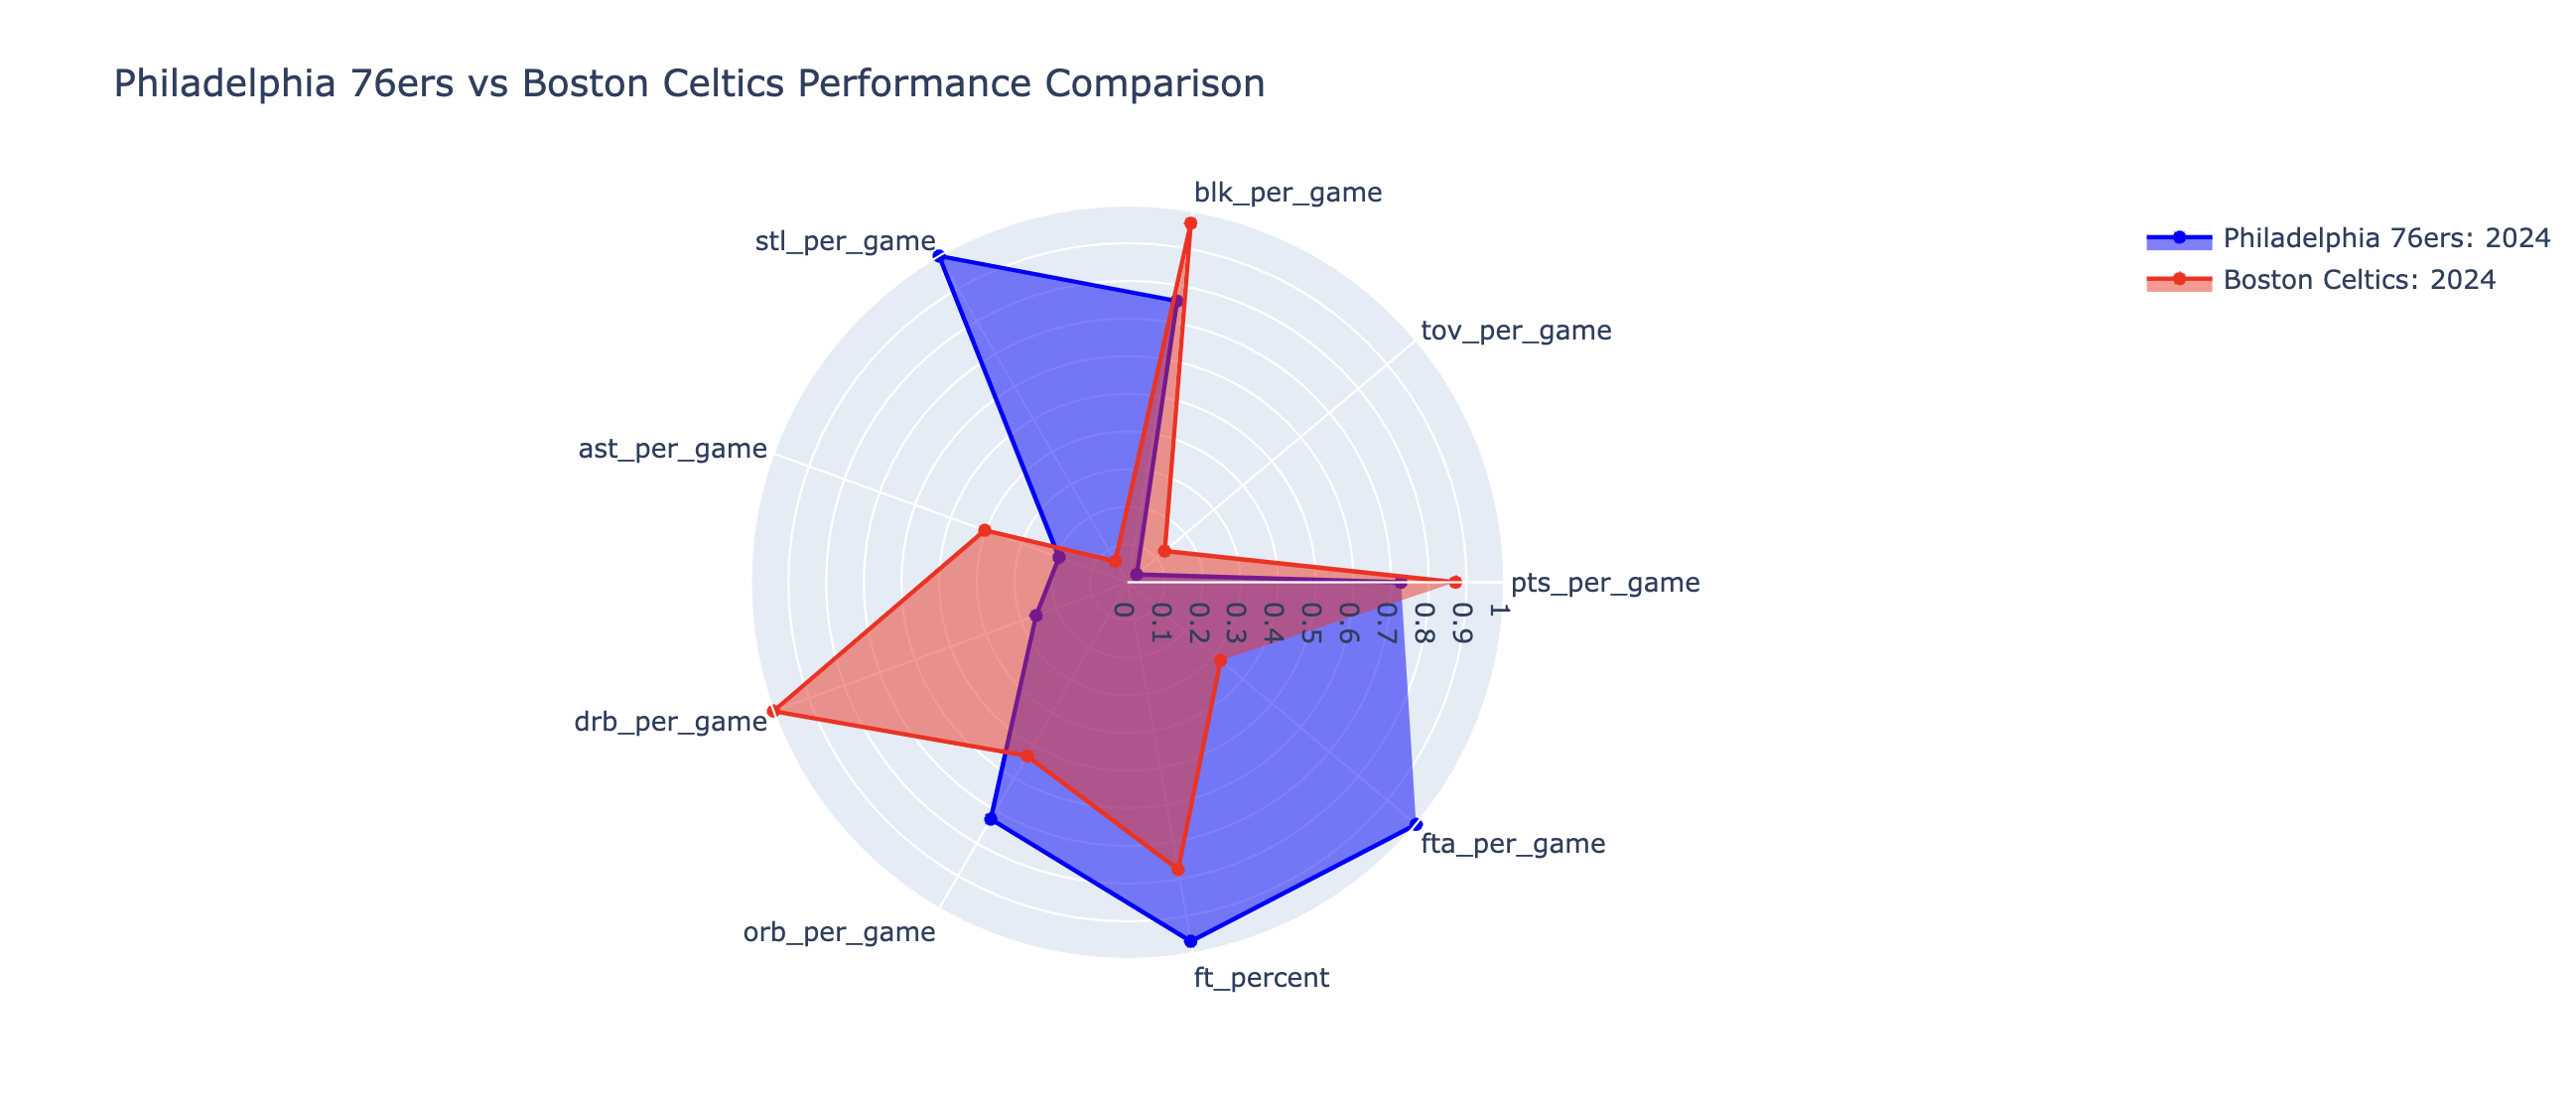 Philadelphia 76ers vs Boston Celtics Performance Comparison
blk_per_game
stl_per_game
Philadelphia 76ers: 2024
Boston Celtics: 2024
tov_per_game
ast_per_game
pts_per_game
0
0.1
0.2
0.3
0.4
0.5
0.6
0.7
0.8
0.9
1
drb_per_game
fta_per_game
orb_per_game
ft_percent